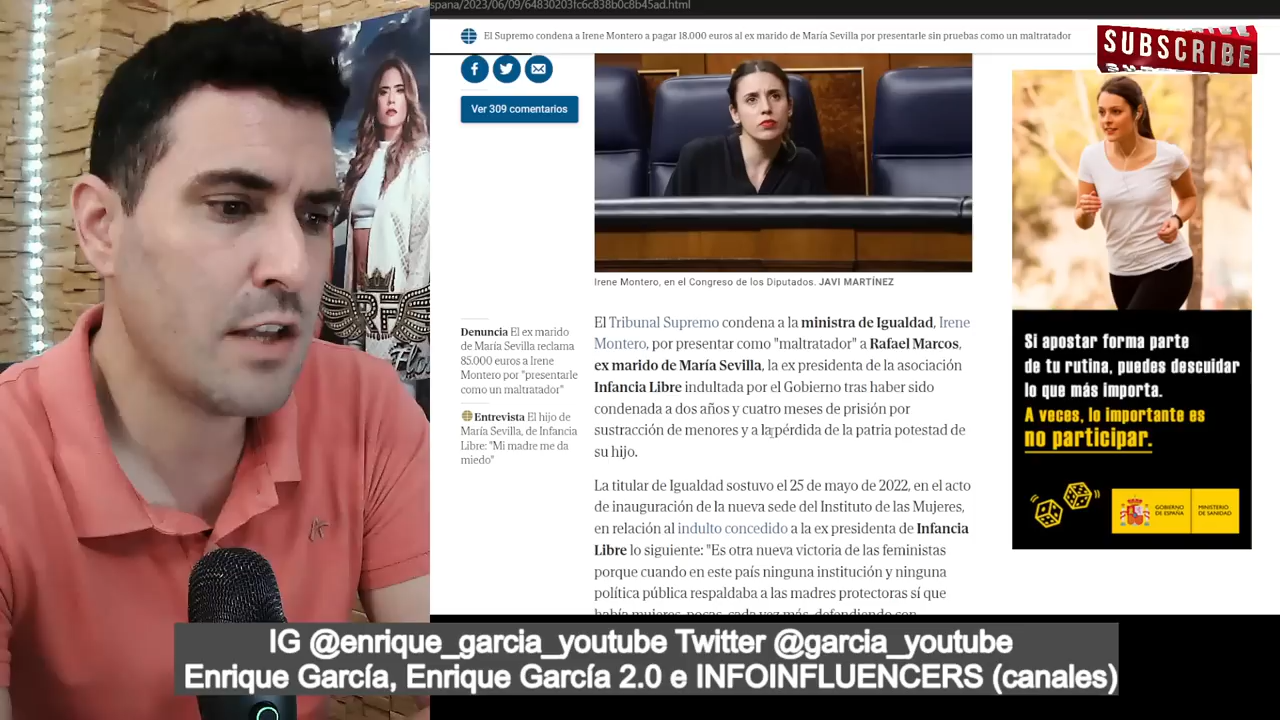 spana/2023/06/09/64830203fc6c838b0c8b45ad.html
El Supremo condena a Irene Montero a pagar 18.000 euros al ex marido de María Sevilla por presentarle sin pruebas como un maltratador
SUBSCRIBE
Ver 309 comentarios
Irene Montero, en el Congreso de los Diputados. JAVI MARTÍNEZ
Denuncia El ex marido
de María Sevilla reclama
85.000 euros a Irene
Montero por "presentarle
como un maltratador"
Entrevista El hijo de
María Sevilla, de Infancia
Libre: "Mi madre me da
miedo"
El Tribunal Supremo condena a la ministra de Igualdad, Irene
Montero, por presentar como "maltratador" a Rafael Marcos,
ex marido de María Sevilla, la ex presidenta de la asociación
Infancia Libre indultada por el Gobierno tras haber sido
condenada a dos años y cuatro meses de prisión por
sustracción de menores y a la pérdida de la patria potestad de
su hijo.
La titular de Igualdad sostuvo el 25 de mayo de 2022, en el acto
de inauguración de la nueva sede del Instituto de las Mujeres,
en relación al indulto concedido a la ex presidenta de Infancia
Libre lo siguiente: "Es otra nueva victoria de las feministas
porque cuando en este país ninguna institución y ninguna
política pública respaldaba a las madres protectoras sí que
había mujeres, pocas, cada vez más, defendiendo con
Si apostar forma parte
de tu rutina, puedes descuidar
lo que más importa.
A veces, lo importante es
no participar.
GOBIERNO
DE ESPAÑA
MINISTERIO
DE SANIDAD
RF
IG @enrique_garcia_youtube Twitter @garcia_youtube
Enrique García, Enrique García 2.0 e INFOINFLUENCERS (canales)